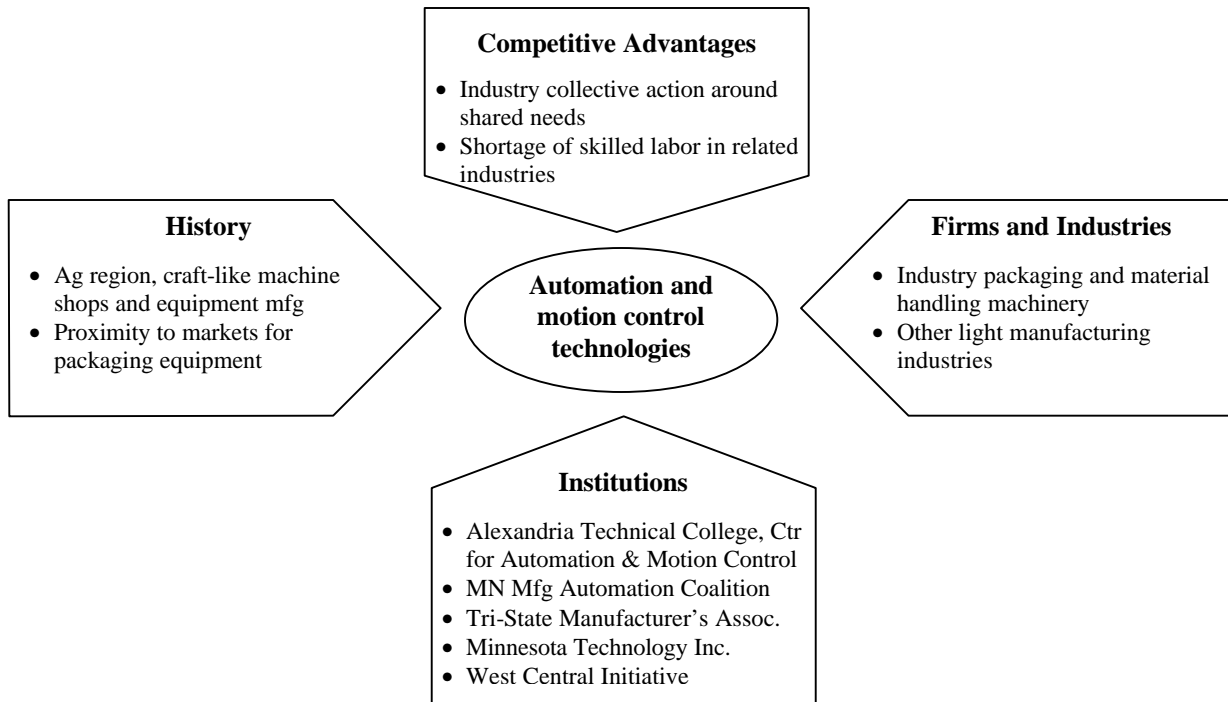 Competitive Advantages
• Industry collective action around
shared needs
• Shortage of skilled labor in related
industries
History
• Ag region, craft-like machine
shops and equipment mfg
• Proximity to markets for
packaging equipment
Automation and
motion control
technologies
Firms and Industries
• Industry packaging and material
handling machinery
• Other light manufacturing
industries
Institutions
• Alexandria Technical College, Ctr
for Automation & Motion Control
• MN Mfg Automation Coalition
• Tri-State Manufacturer’s Assoc.
• Minnesota Technology Inc.
• West Central Initiative